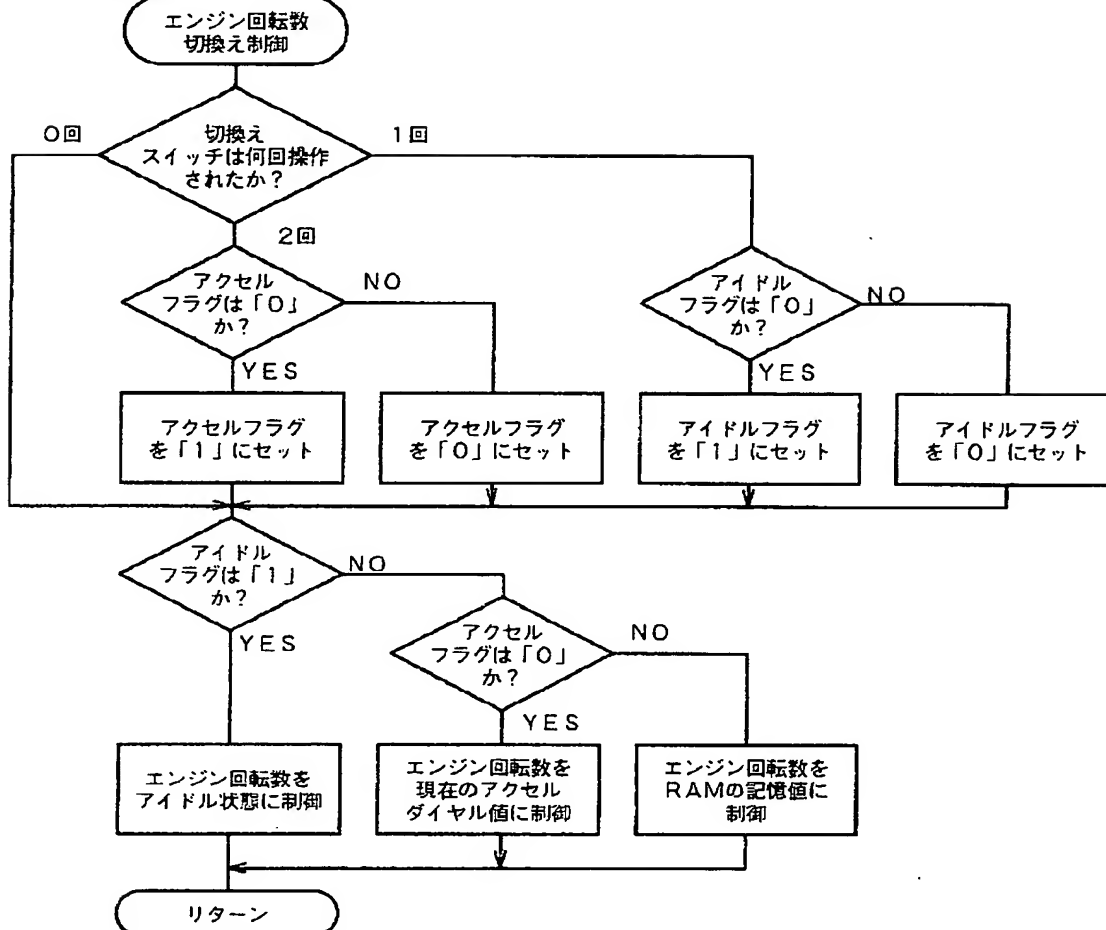 エンジン回転数
切換え制御
0回
切換え
スイッチは何回操作
されたか？
1回
2回
アクセル
フラグは「0」
か？
NO
YES
アイドル
フラグは「0」
か？
NO
YES
アクセルフラグ
を「1」にセット
アクセルフラグ
を「0」にセット
アイドルフラグ
を「1」にセット
アイドルフラグ
を「0」にセット
アイドル
フラグは「1」
か？
NO
YES
アクセル
フラグは「0」
か？
NO
YES
エンジン回転数を
アイドル状態に制御
エンジン回転数を
現在のアクセル
ダイヤル値に制御
エンジン回転数を
RAMの記憶値に
制御
リターン